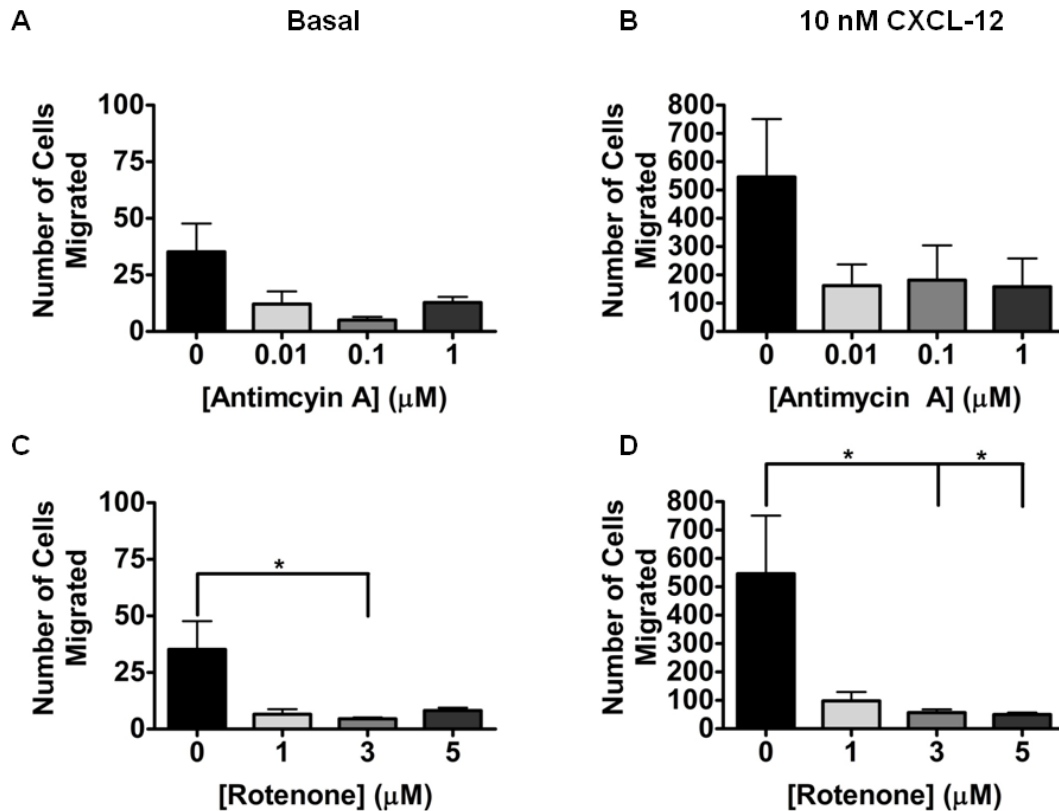 A
Basal
B
10 nM CXCL-12
Number of Cells
Migrated
100
75
50
25
0
0 0.01 0.1 1
[Antimcyin A] (μM)
Number of Cells
Migrated
800
700
600
500
400
300
200
100
0
0 0.01 0.1 1
[Antimycin A] (μM)
C
Number of Cells
Migrated
100
75
50
25
0
*
0 1 3 5
[Rotenone] (μM)
D
Number of Cells
Migrated
800
700
600
500
400
300
200
100
0
* *
0 1 3 5
[Rotenone] (μM)